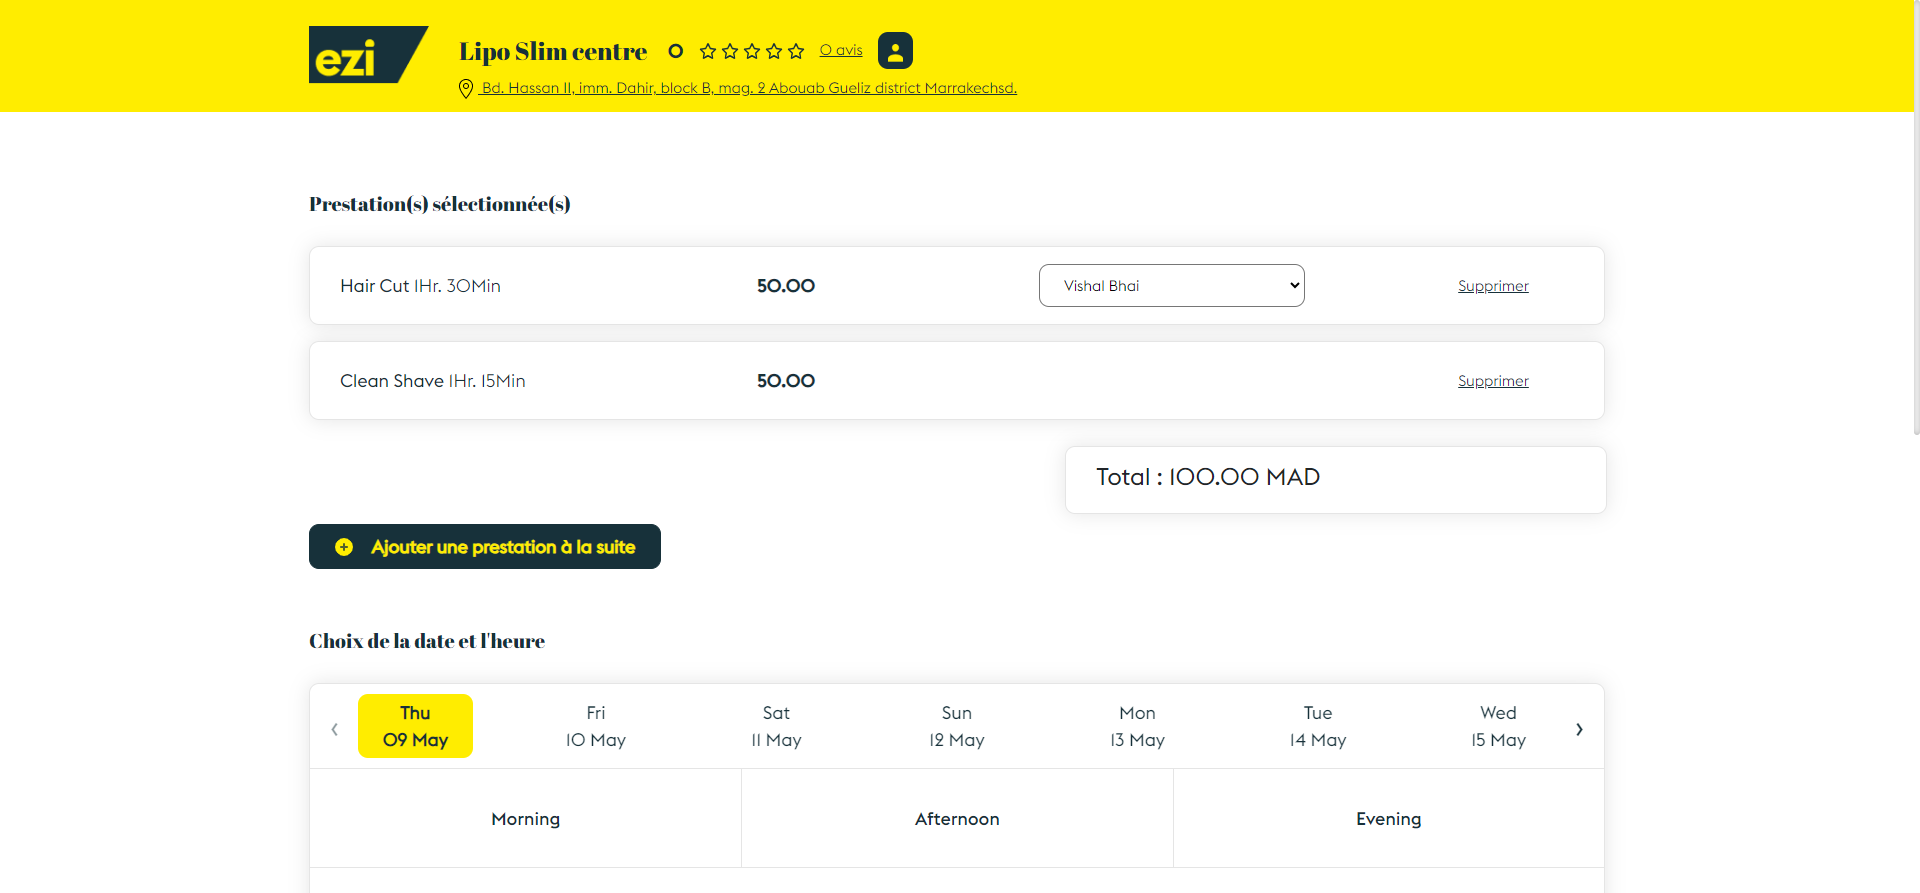 ezi
Lipo Slim centre 0 0 avis
Bd. Hassan II, imm. Dahir, block B, mag. 2 Abouab Gueliz district Marrakechsd.
Prestation(s) sélectionnée(s)
Hair Cut 1Hr. 30Min 50.00 Vishal Bhai Supprimer
Clean Shave 1Hr. 15Min 50.00 Supprimer
Total : 100.00 MAD
Ajouter une prestation à la suite
Choix de la date et l'heure
Thu Fri Sat Sun Mon Tue Wed
09 May 10 May 11 May 12 May 13 May 14 May 15 May
Morning Afternoon Evening